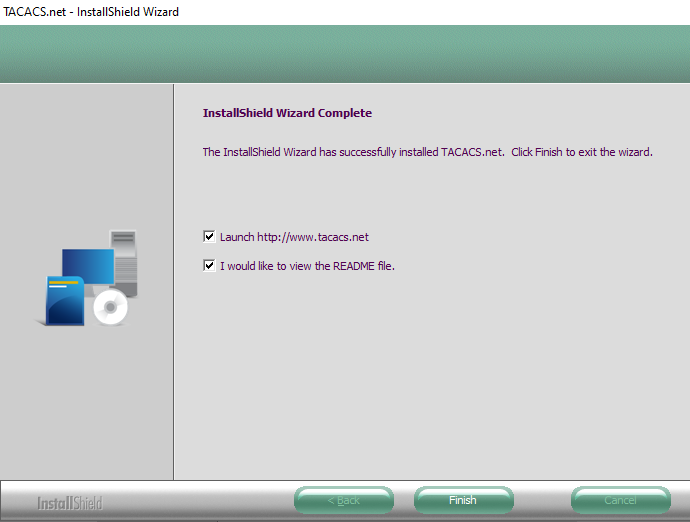 TACACS.net - InstallShield Wizard
InstallShield Wizard Complete
The InstallShield Wizard has successfully installed TACACS.net.  Click Finish to exit the wizard.
Launch http://www.tacacs.net
I would like to view the README file.
InstallShield
< Back
Finish
Cancel